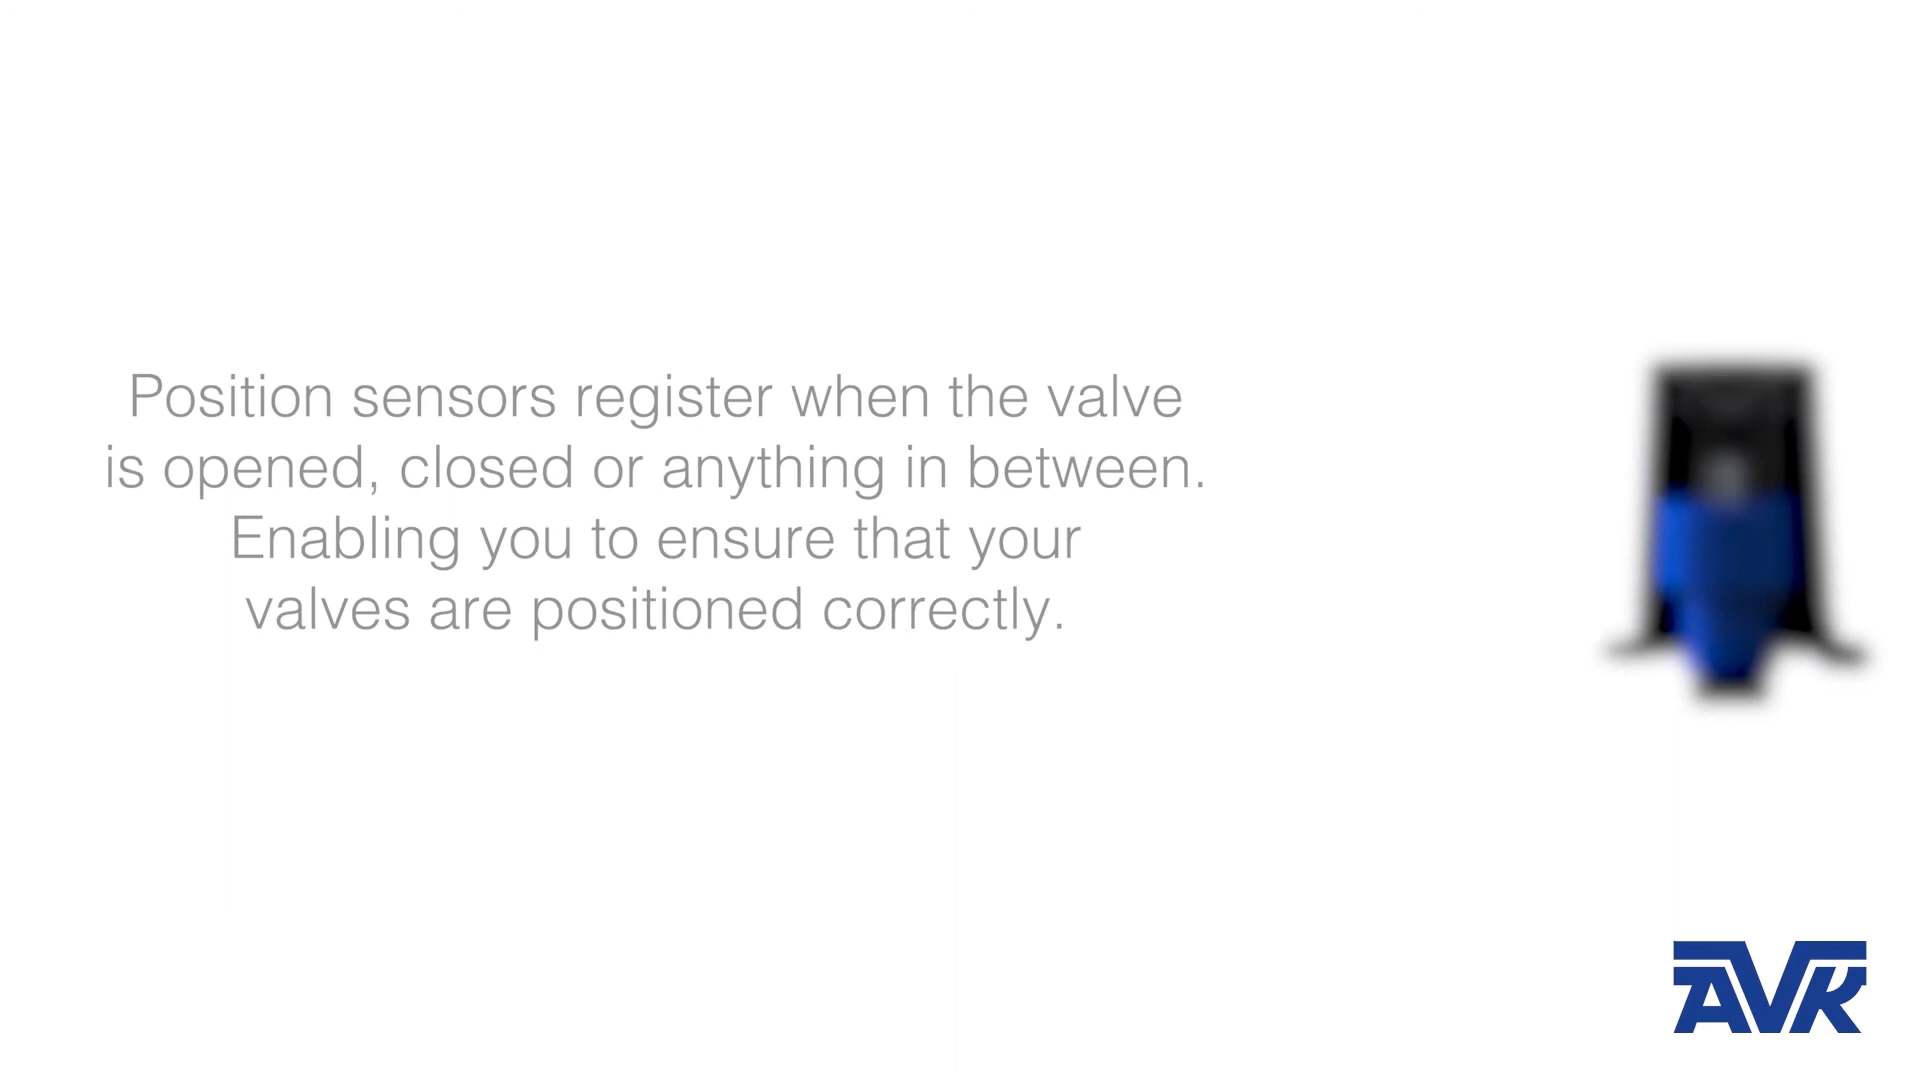 Position sensors register when the valve
is opened, closed or anything in between.
Enabling you to ensure that your
valves are positioned correctly.
AVK